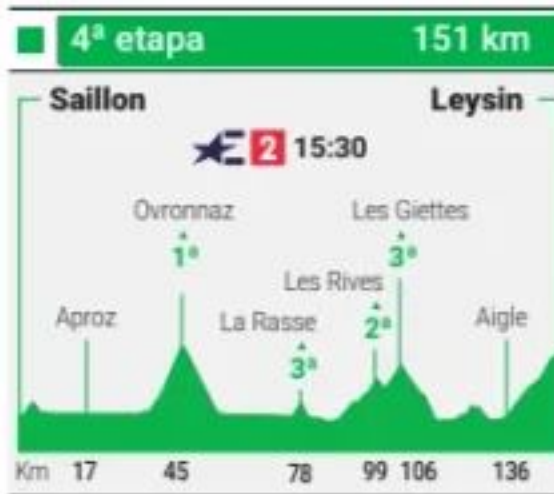 4ª etapa 151 km
Saillon Leysin
2 15:30
Ovronnaz Les Giettes
1ª 3ª
Les Rives
Aproz La Rasse 2ª Aigle
3ª
Km 17 45 78 99 106 136